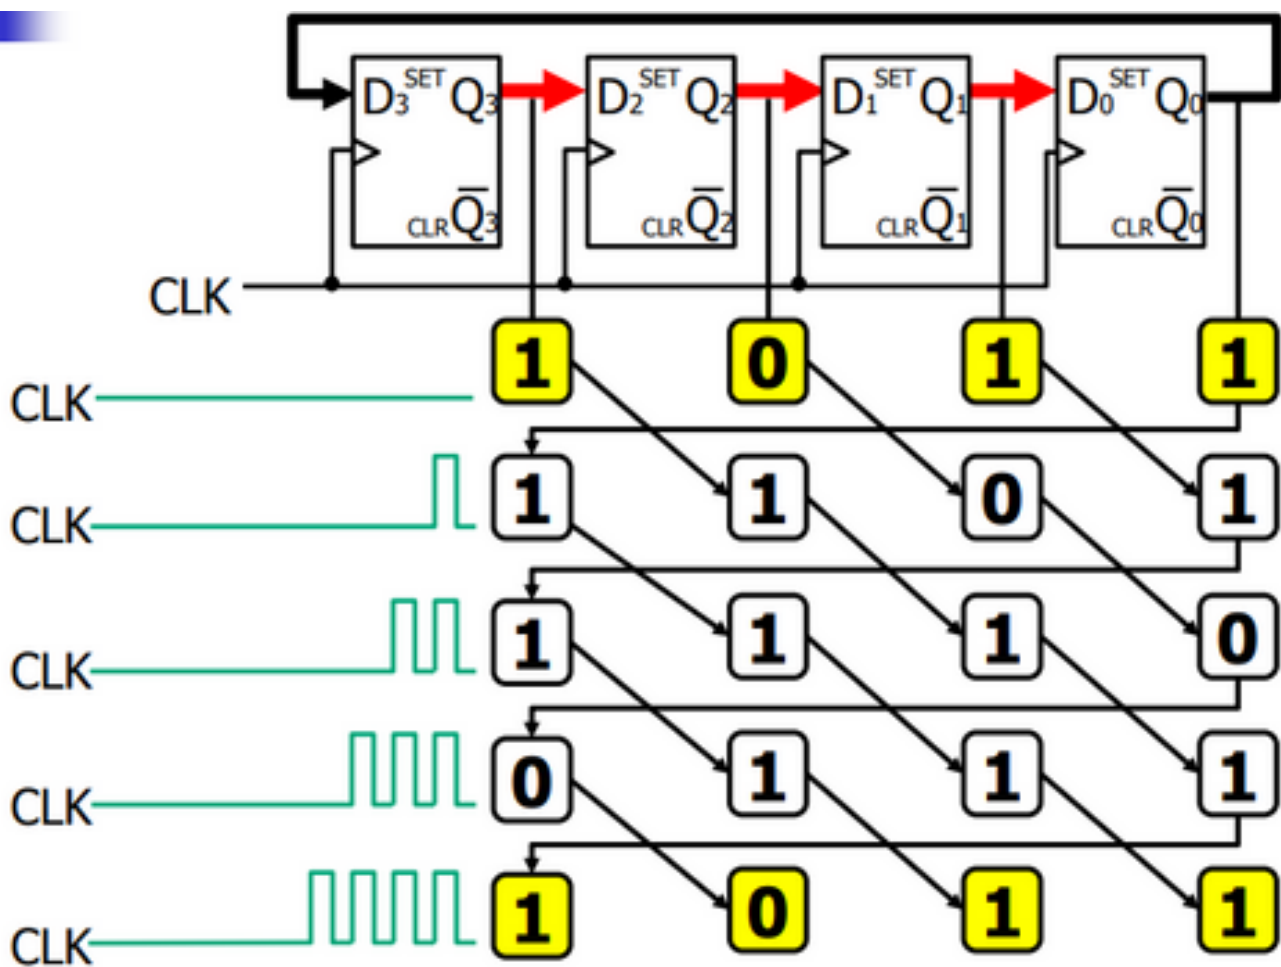 D₃ SET Q₃ D₂ SET Q₂ D₁ SET Q₁ D₀ SET Q₀
CLR Q̅₃ CLR Q̅₂ CLR Q̅₁ CLR Q̅₀
CLK
1 0 1 1
CLK
1 1 0 1
CLK
1 1 1 0
CLK
0 1 1 1
CLK
1 0 1 1
CLK